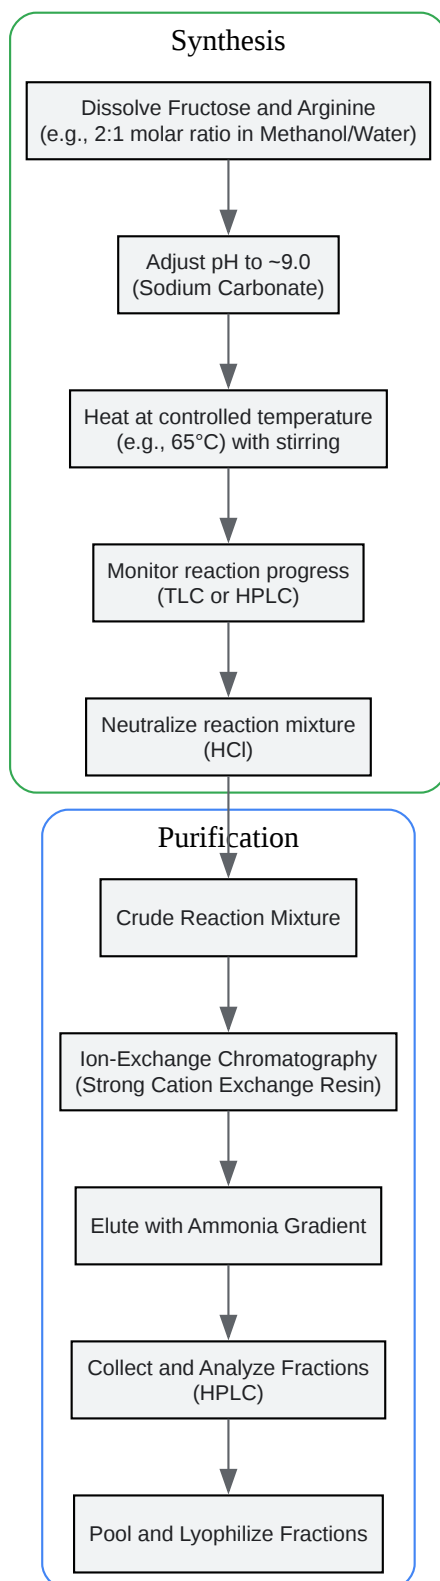 Synthesis
Dissolve Fructose and Arginine
(e.g., 2:1 molar ratio in Methanol/Water)
Adjust pH to ~9.0
(Sodium Carbonate)
Heat at controlled temperature
(e.g., 65°C) with stirring
Monitor reaction progress
(TLC or HPLC)
Neutralize reaction mixture
(HCl)
Purification
Crude Reaction Mixture
Ion-Exchange Chromatography
(Strong Cation Exchange Resin)
Elute with Ammonia Gradient
Collect and Analyze Fractions
(HPLC)
Pool and Lyophilize Fractions